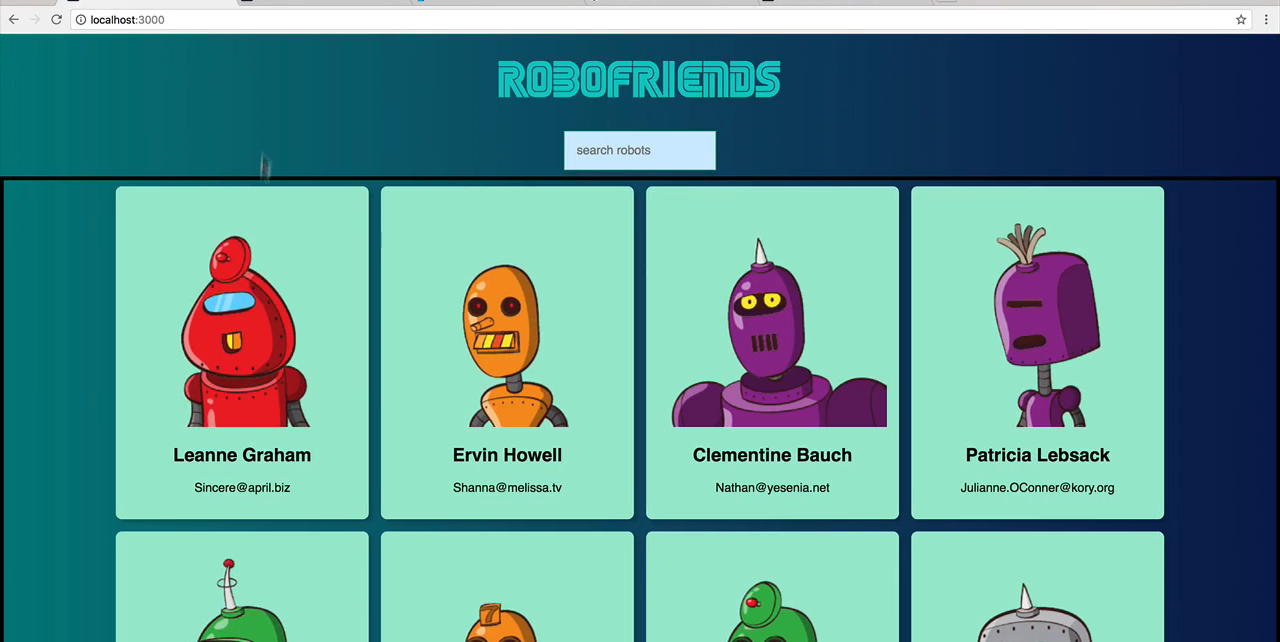 localhost:3000
ROBOFRIENDS
search robots
Leanne Graham
Ervin Howell
Clementine Bauch
Patricia Lebsack
Sincere@april.biz
Shanna@melissa.tv
Nathan@yesenia.net
Julianne.OConner@kory.org
7